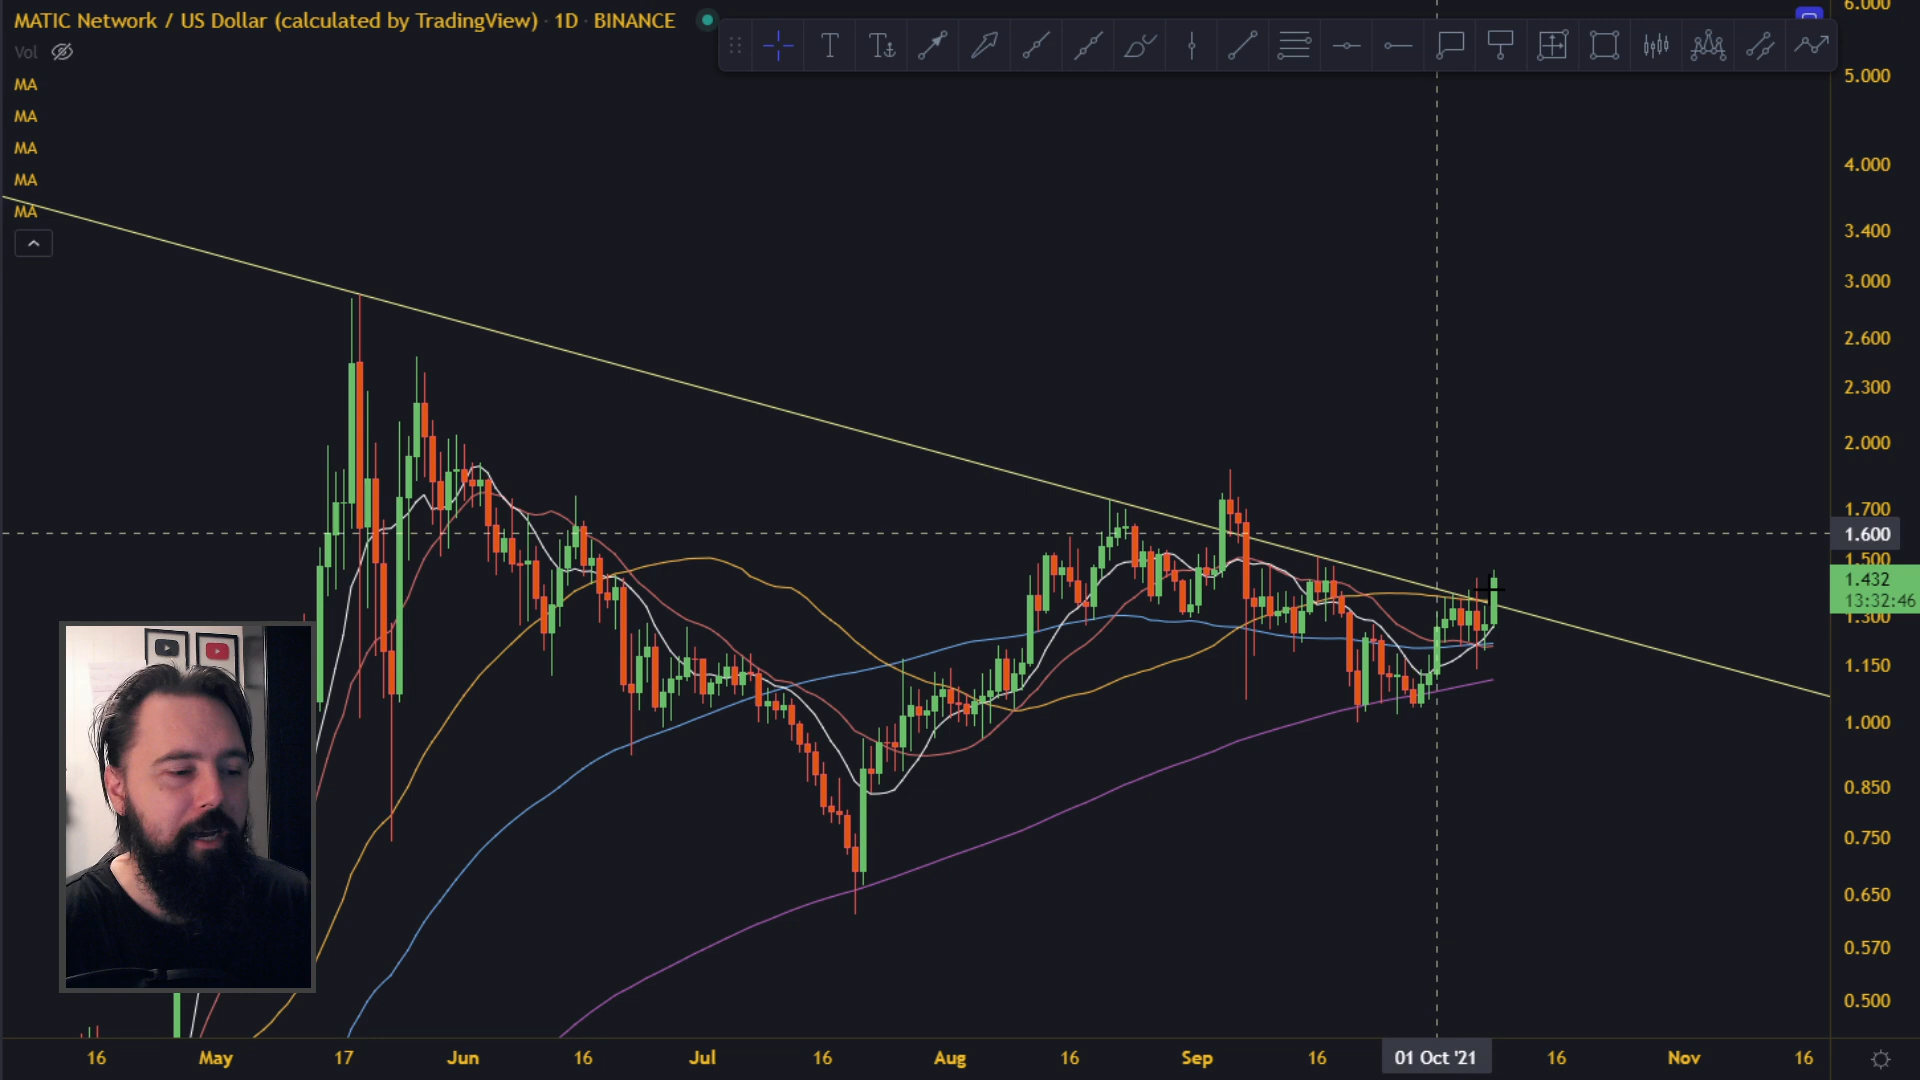 MATIC Network / US Dollar (calculated by TradingView) · 1D · BINANCE
Vol
MA
MA
MA
MA
MA
T T
6.000
5.000
4.000
3.400
3.000
2.600
2.300
2.000
1.700
1.600
1.500
1.432
13:32:46
1.300
1.150
1.000
0.850
0.750
0.650
0.570
0.500
16 May 17 Jun 16 Jul 16 Aug 16 Sep 16 01 Oct '21 16 Nov 16